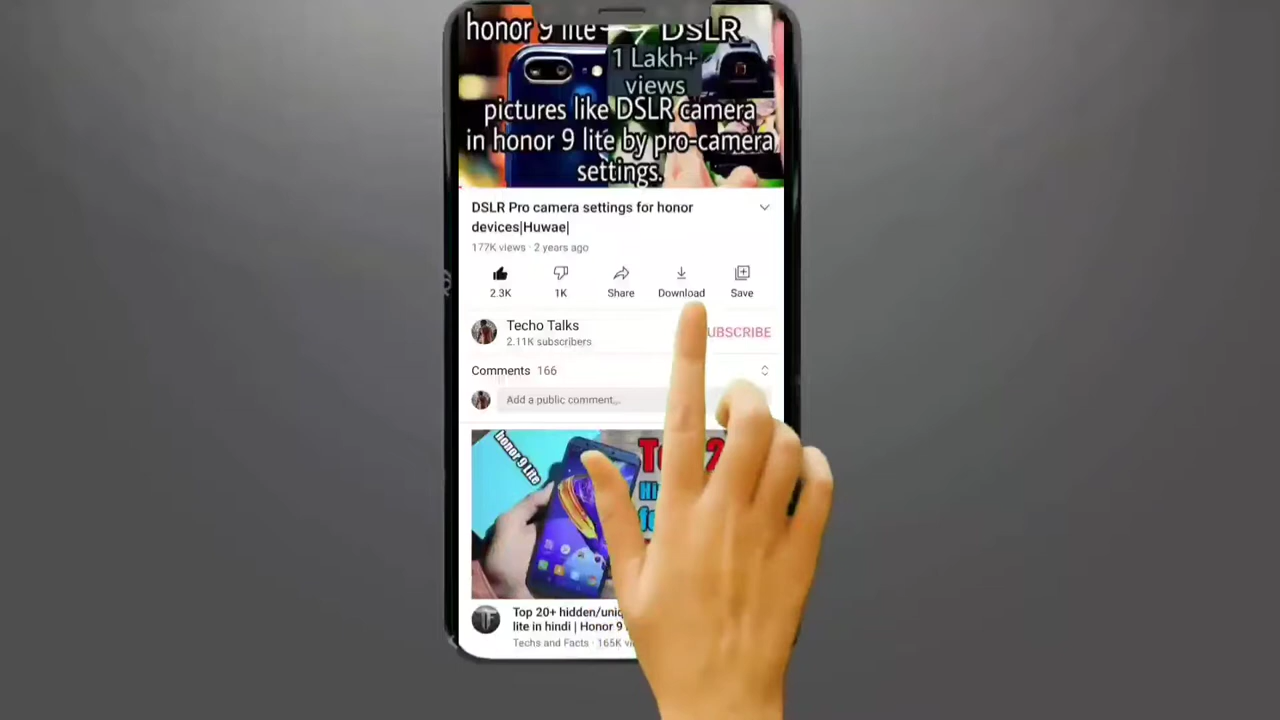 honor 9 lite
DSLR
1 Lakh+
views
pictures like DSLR camera
in honor 9 lite by pro-camera
settings.
DSLR Pro camera settings for honor
devices|Huwae|
177K views · 2 years ago
2.3K
1K
Share
Download
Save
Techo Talks
UBSCRIBE
2.11K subscribers
Comments 166
Add a public comment...
honor 9 Lite
Top 20+ hidden/uniq
lite in hindi | Honor 9
Techs and Facts · 165K vi